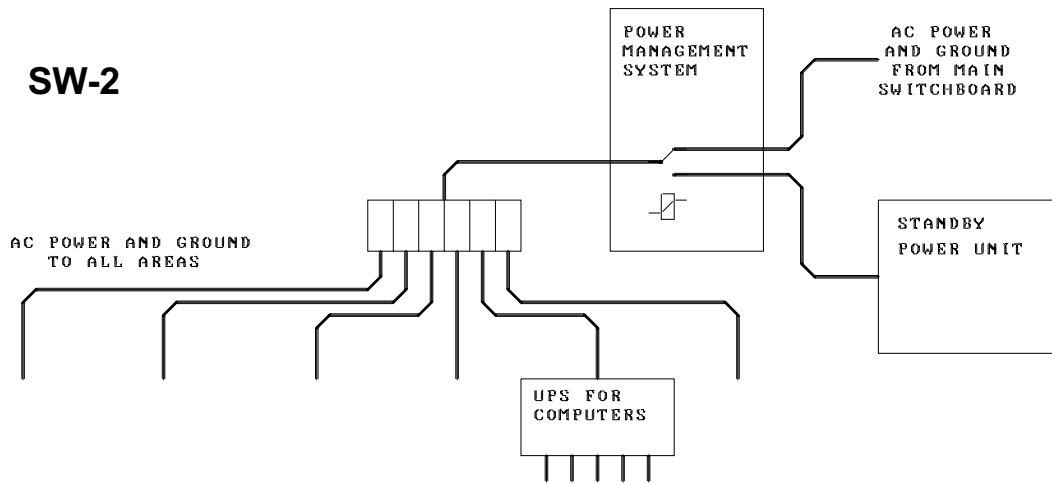 SW-2
POWER
MANAGEMENT
SYSTEM
AC POWER
AND GROUND
FROM MAIN
SWITCHBOARD
AC POWER AND GROUND
TO ALL AREAS
STANDBY
POWER UNIT
UPS FOR
COMPUTERS